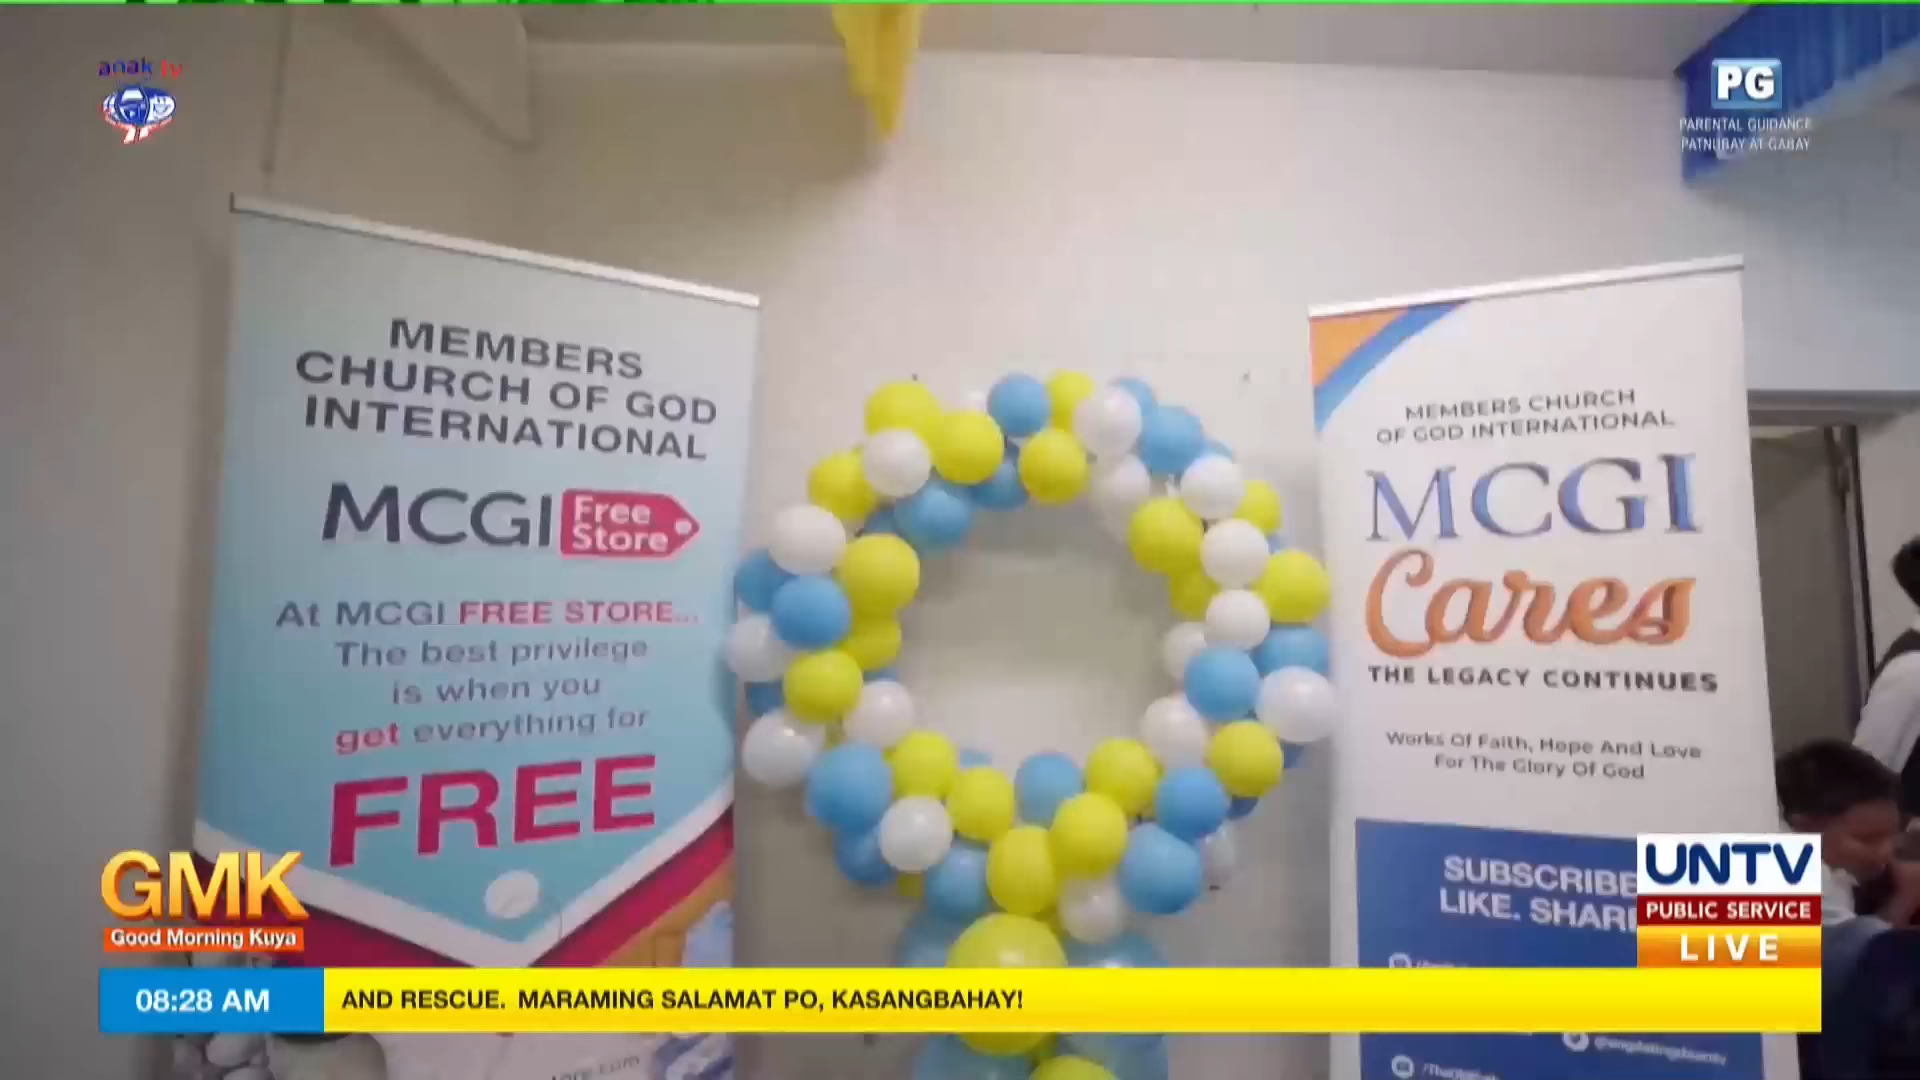 anak tv
PG
PARENTAL GUIDANCE
PATNUBAY AT GABAY
MEMBERS
CHURCH OF GOD
INTERNATIONAL
MCGI Free Store
At MCGI FREE STORE...
The best privilege
is when you
get everything for
FREE
MEMBERS CHURCH
OF GOD INTERNATIONAL
MCGI
Cares
THE LEGACY CONTINUES
Works Of Faith, Hope And Love
For The Glory Of God
SUBSCRIBE
LIKE. SHARE
GMK
Good Morning Kuya
UNTV
PUBLIC SERVICE
LIVE
08:28 AM
AND RESCUE. MARAMING SALAMAT PO, KASANGBAHAY!